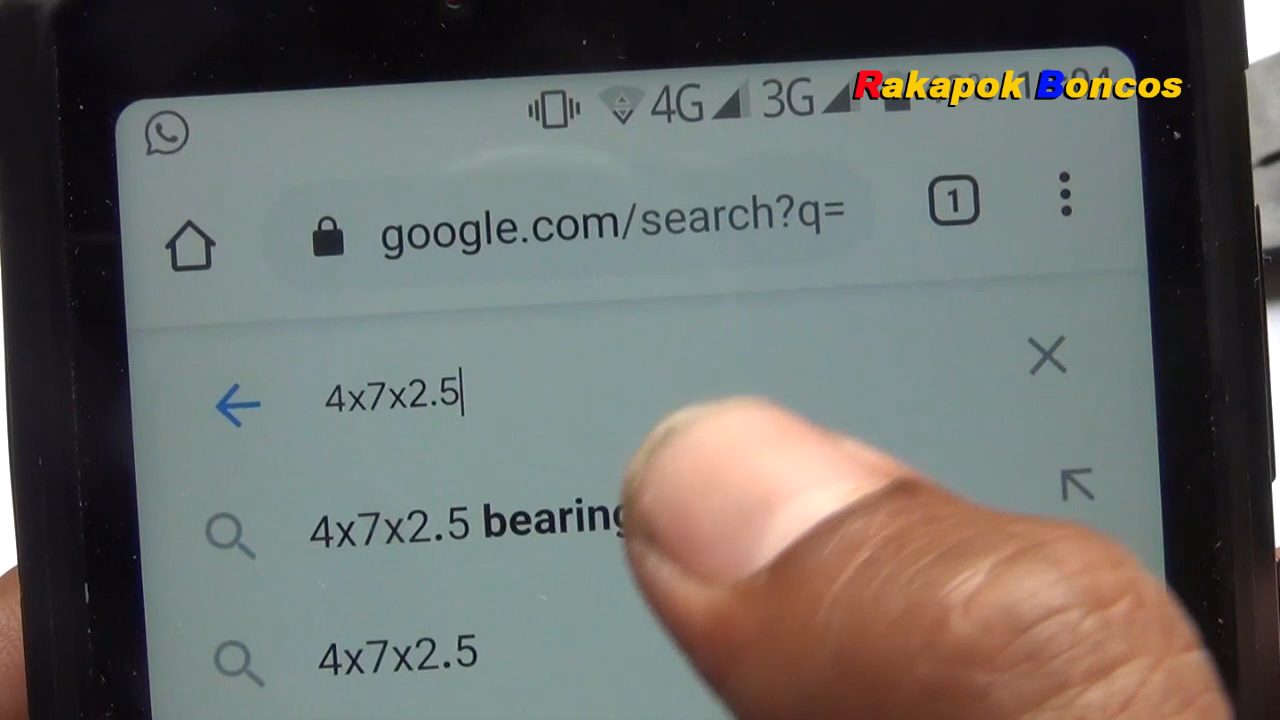 Rakapok Boncos
4G 3G
google.com/search?q=
1
4x7x2.5
4x7x2.5 bearing
4x7x2.5